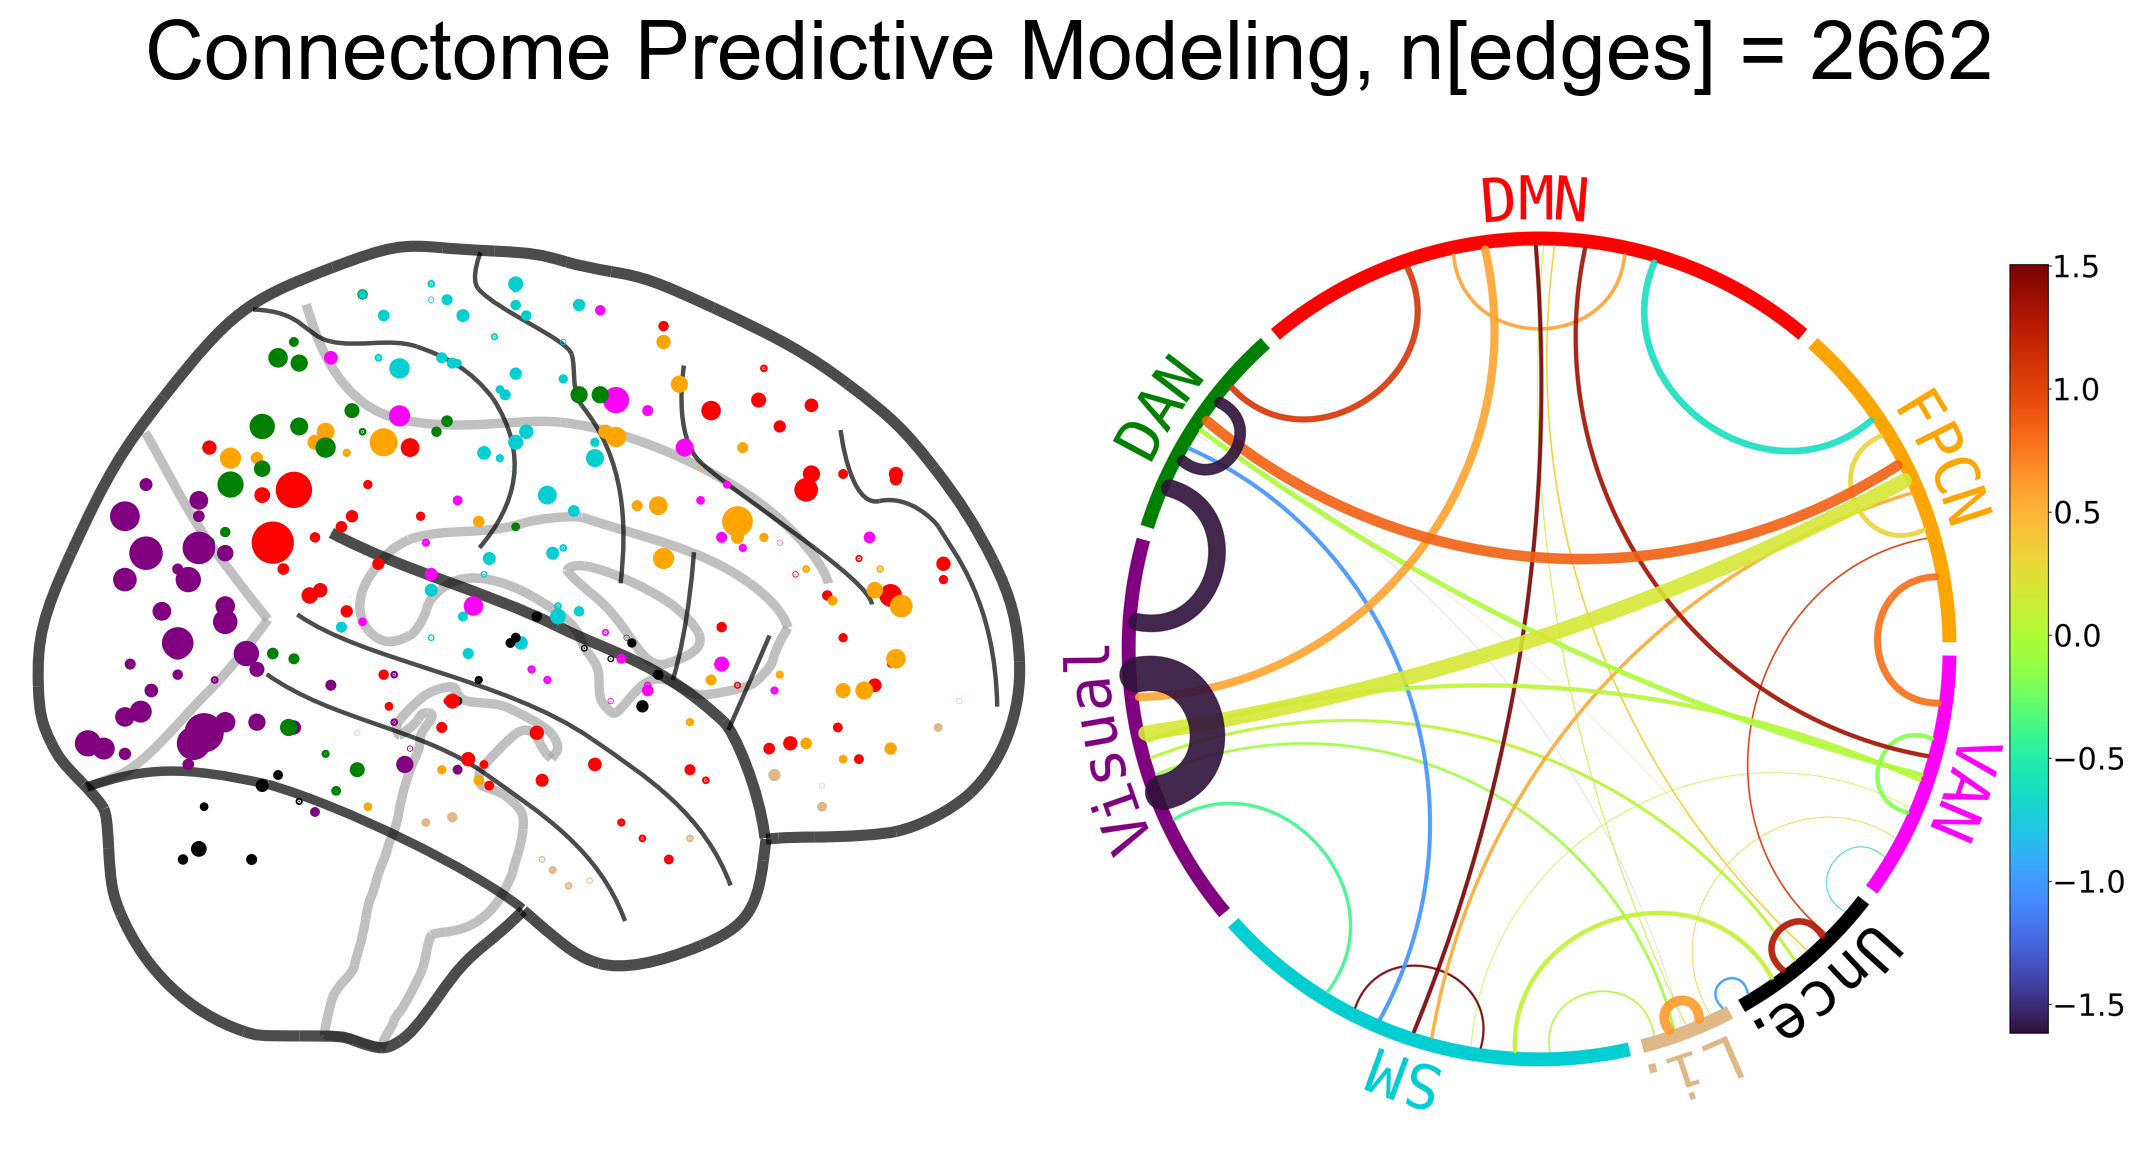 Connectome Predictive Modeling, n[edges] = 2662
DMN
DAN
FPCN
Visual
VAN
SM
Li.
Unce.
1.5
1.0
0.5
0.0
−0.5
−1.0
−1.5